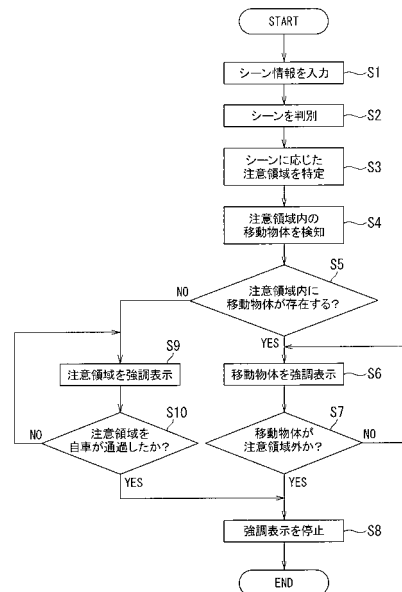 START
シーン情報を入力
S1
シーンを判別
S2
シーンに応じた
注意領域を特定
S3
注意領域内の
移動物体を検知
S4
S5
注意領域内に
移動物体が存在する？
NO
YES
S9
注意領域を強調表示
移動物体を強調表示
S6
S10
注意領域を
自車が通過したか？
NO
YES
S7
移動物体が
注意領域外か？
NO
YES
強調表示を停止
S8
END